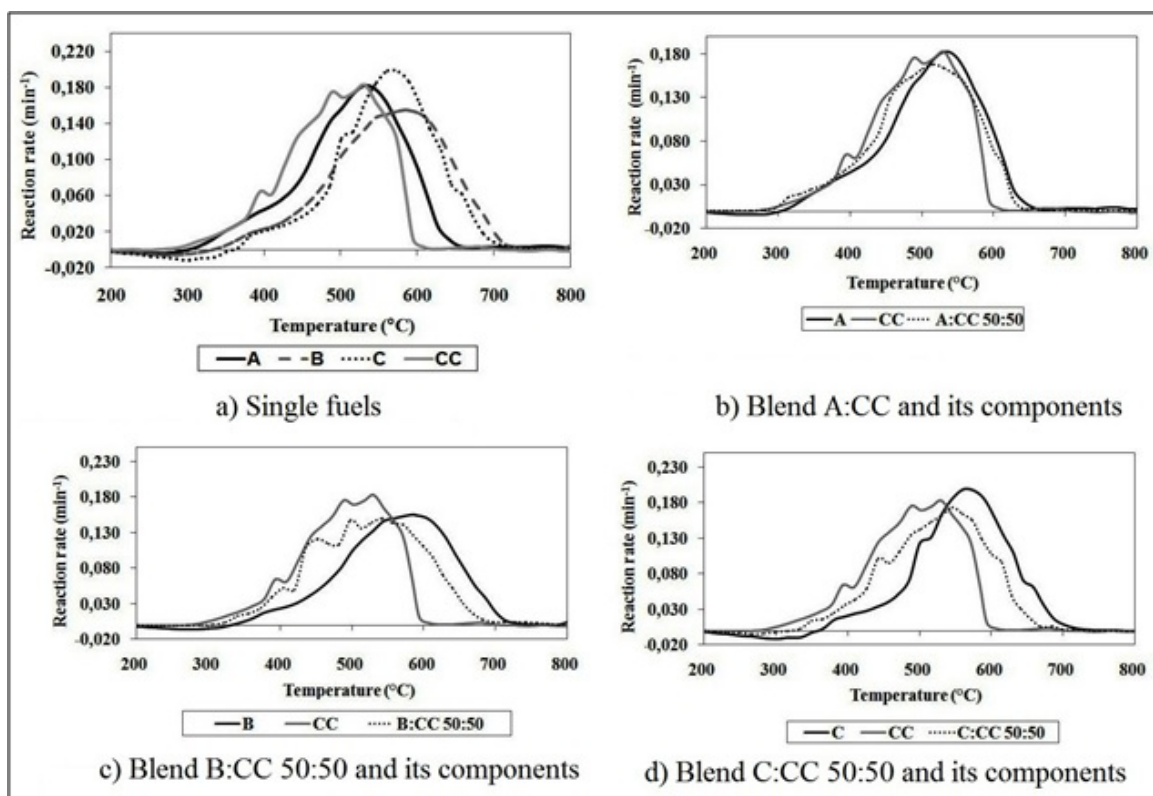 Reaction rate (min-1)
0,220
0,180
0,140
0,100
0,060
0,020
-0,020
200 300 400 500 600 700 800
Temperature (°C)
A B C CC
a) Single fuels
Reaction rate (min-1)
0,180
0,130
0,080
0,030
-0,020
200 300 400 500 600 700 800
Temperature (°C)
A CC A:CC 50:50
b) Blend A:CC and its components
Reaction rate (min-1)
0,230
0,180
0,130
0,080
0,030
-0,020
200 300 400 500 600 700 800
Temperature (°C)
B CC B:CC 50:50
c) Blend B:CC 50:50 and its components
Reaction rate (min-1)
0,230
0,180
0,130
0,080
0,030
-0,020
200 300 400 500 600 700 800
Temperature (°C)
C CC C:CC 50:50
d) Blend C:CC 50:50 and its components